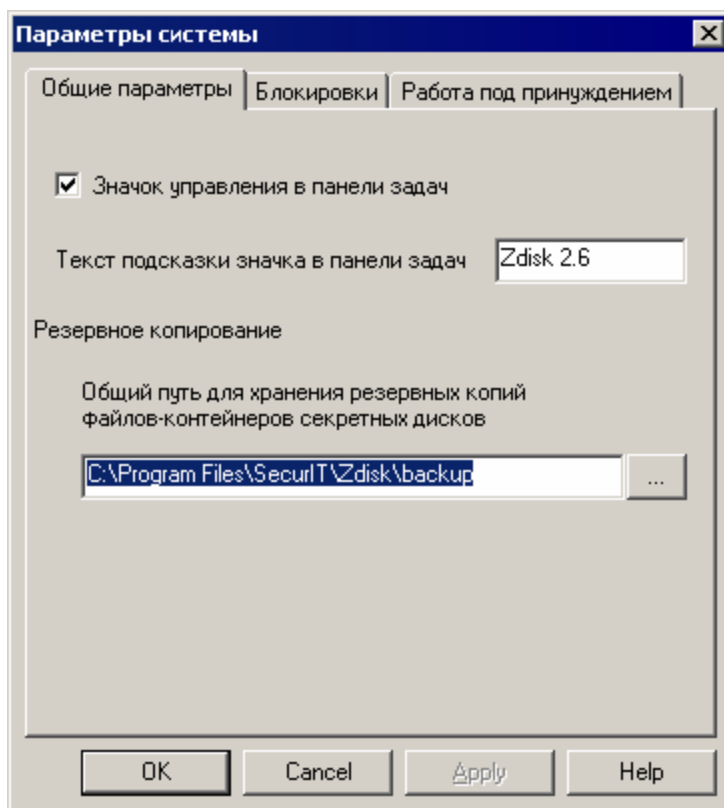 Параметры системы
Общие параметры Блокировки Работа под принуждением
Значок управления в панели задач
Текст подсказки значка в панели задач Zdisk 2.6
Резервное копирование
Общий путь для хранения резервных копий
файлов-контейнеров секретных дисков
C:\Program Files\SecurIT\Zdisk\backup ...
OK Cancel Apply Help